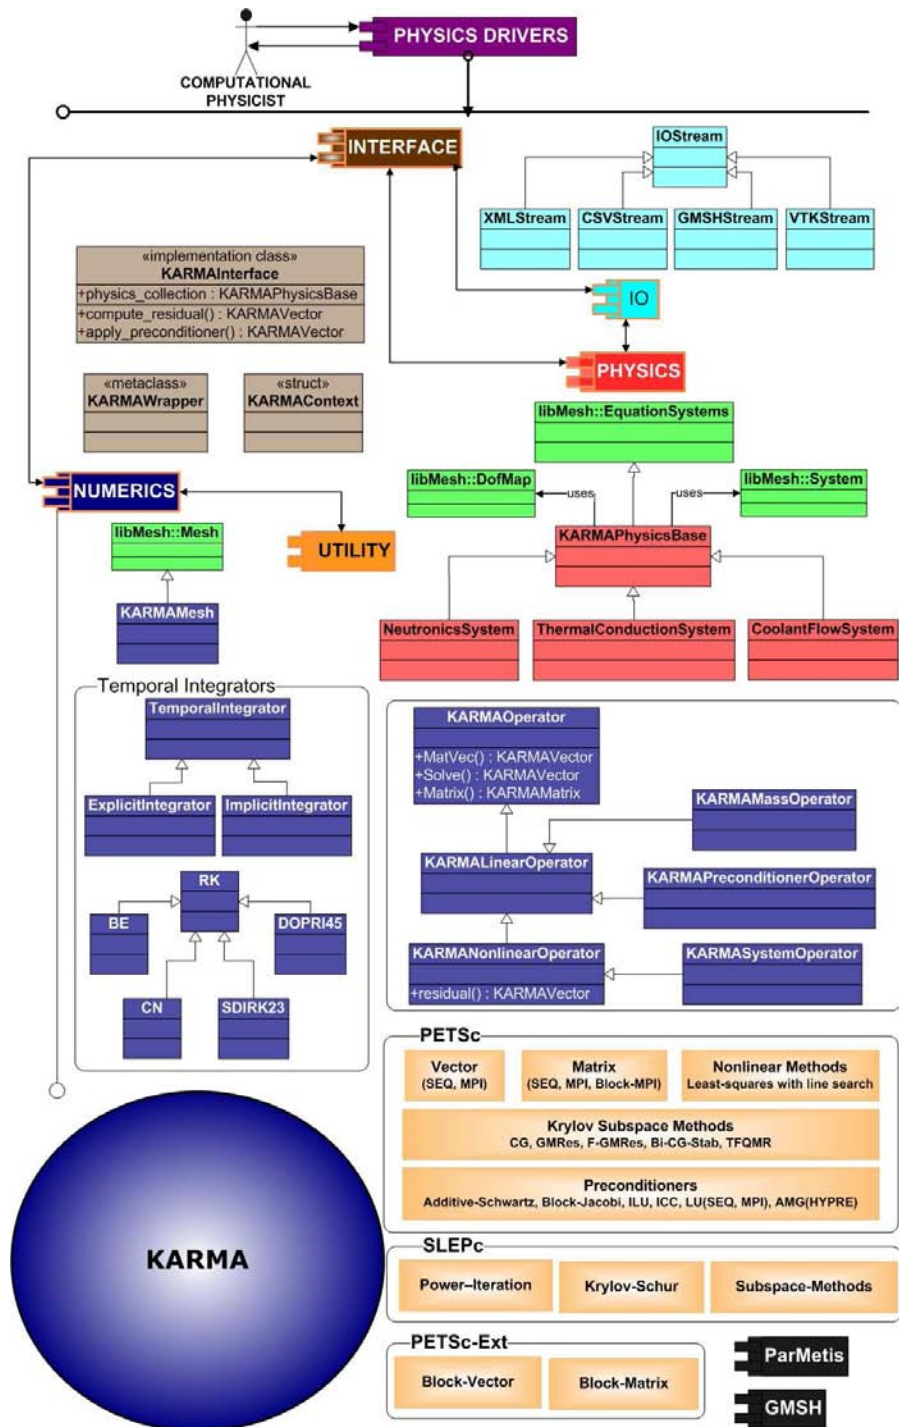 PHYSICS DRIVERS
COMPUTATIONAL
PHYSICIST
INTERFACE
IOStream
XMLStream
CSVStream
GMSHStream
VTKStream
«implementation class»
KARMAInterface
+physics_collection : KARMAPhysicsBase
+compute_residual() : KARMAVector
+apply_preconditioner() : KARMAVector
IO
PHYSICS
«metaclass»
KARMAWrapper
«struct»
KARMAContext
libMesh::EquationSystems
NUMERICS
libMesh::DofMap
uses
uses
libMesh::System
libMesh::Mesh
UTILITY
KARMAPhysicsBase
KARMAMesh
NeutronicsSystem
ThermalConductionSystem
CoolantFlowSystem
Temporal Integrators
TemporalIntegrator
ExplicitIntegrator
ImplicitIntegrator
RK
BE
DOPRI45
CN
SDIRK23
KARMAOperator
+MatVec() : KARMAVector
+Solve() : KARMAVector
+Matrix() : KARMAMatrix
KARMAMassOperator
KARMALinearOperator
KARMAPreconditionerOperator
KARMANonlinearOperator
+residual() : KARMAVector
KARMASystemOperator
PETSc
Vector
(SEQ, MPI)
Matrix
(SEQ, MPI, Block-MPI)
Nonlinear Methods
Least-squares with line search
Krylov Subspace Methods
CG, GMRes, F-GMRes, Bi-CG-Stab, TFQMR
Preconditioners
Additive-Schwartz, Block-Jacobi, ILU, ICC, LU(SEQ, MPI), AMG(HYPRE)
KARMA
SLEPc
Power–Iteration
Krylov-Schur
Subspace-Methods
PETSc-Ext
Block-Vector
Block-Matrix
ParMetis
GMSH